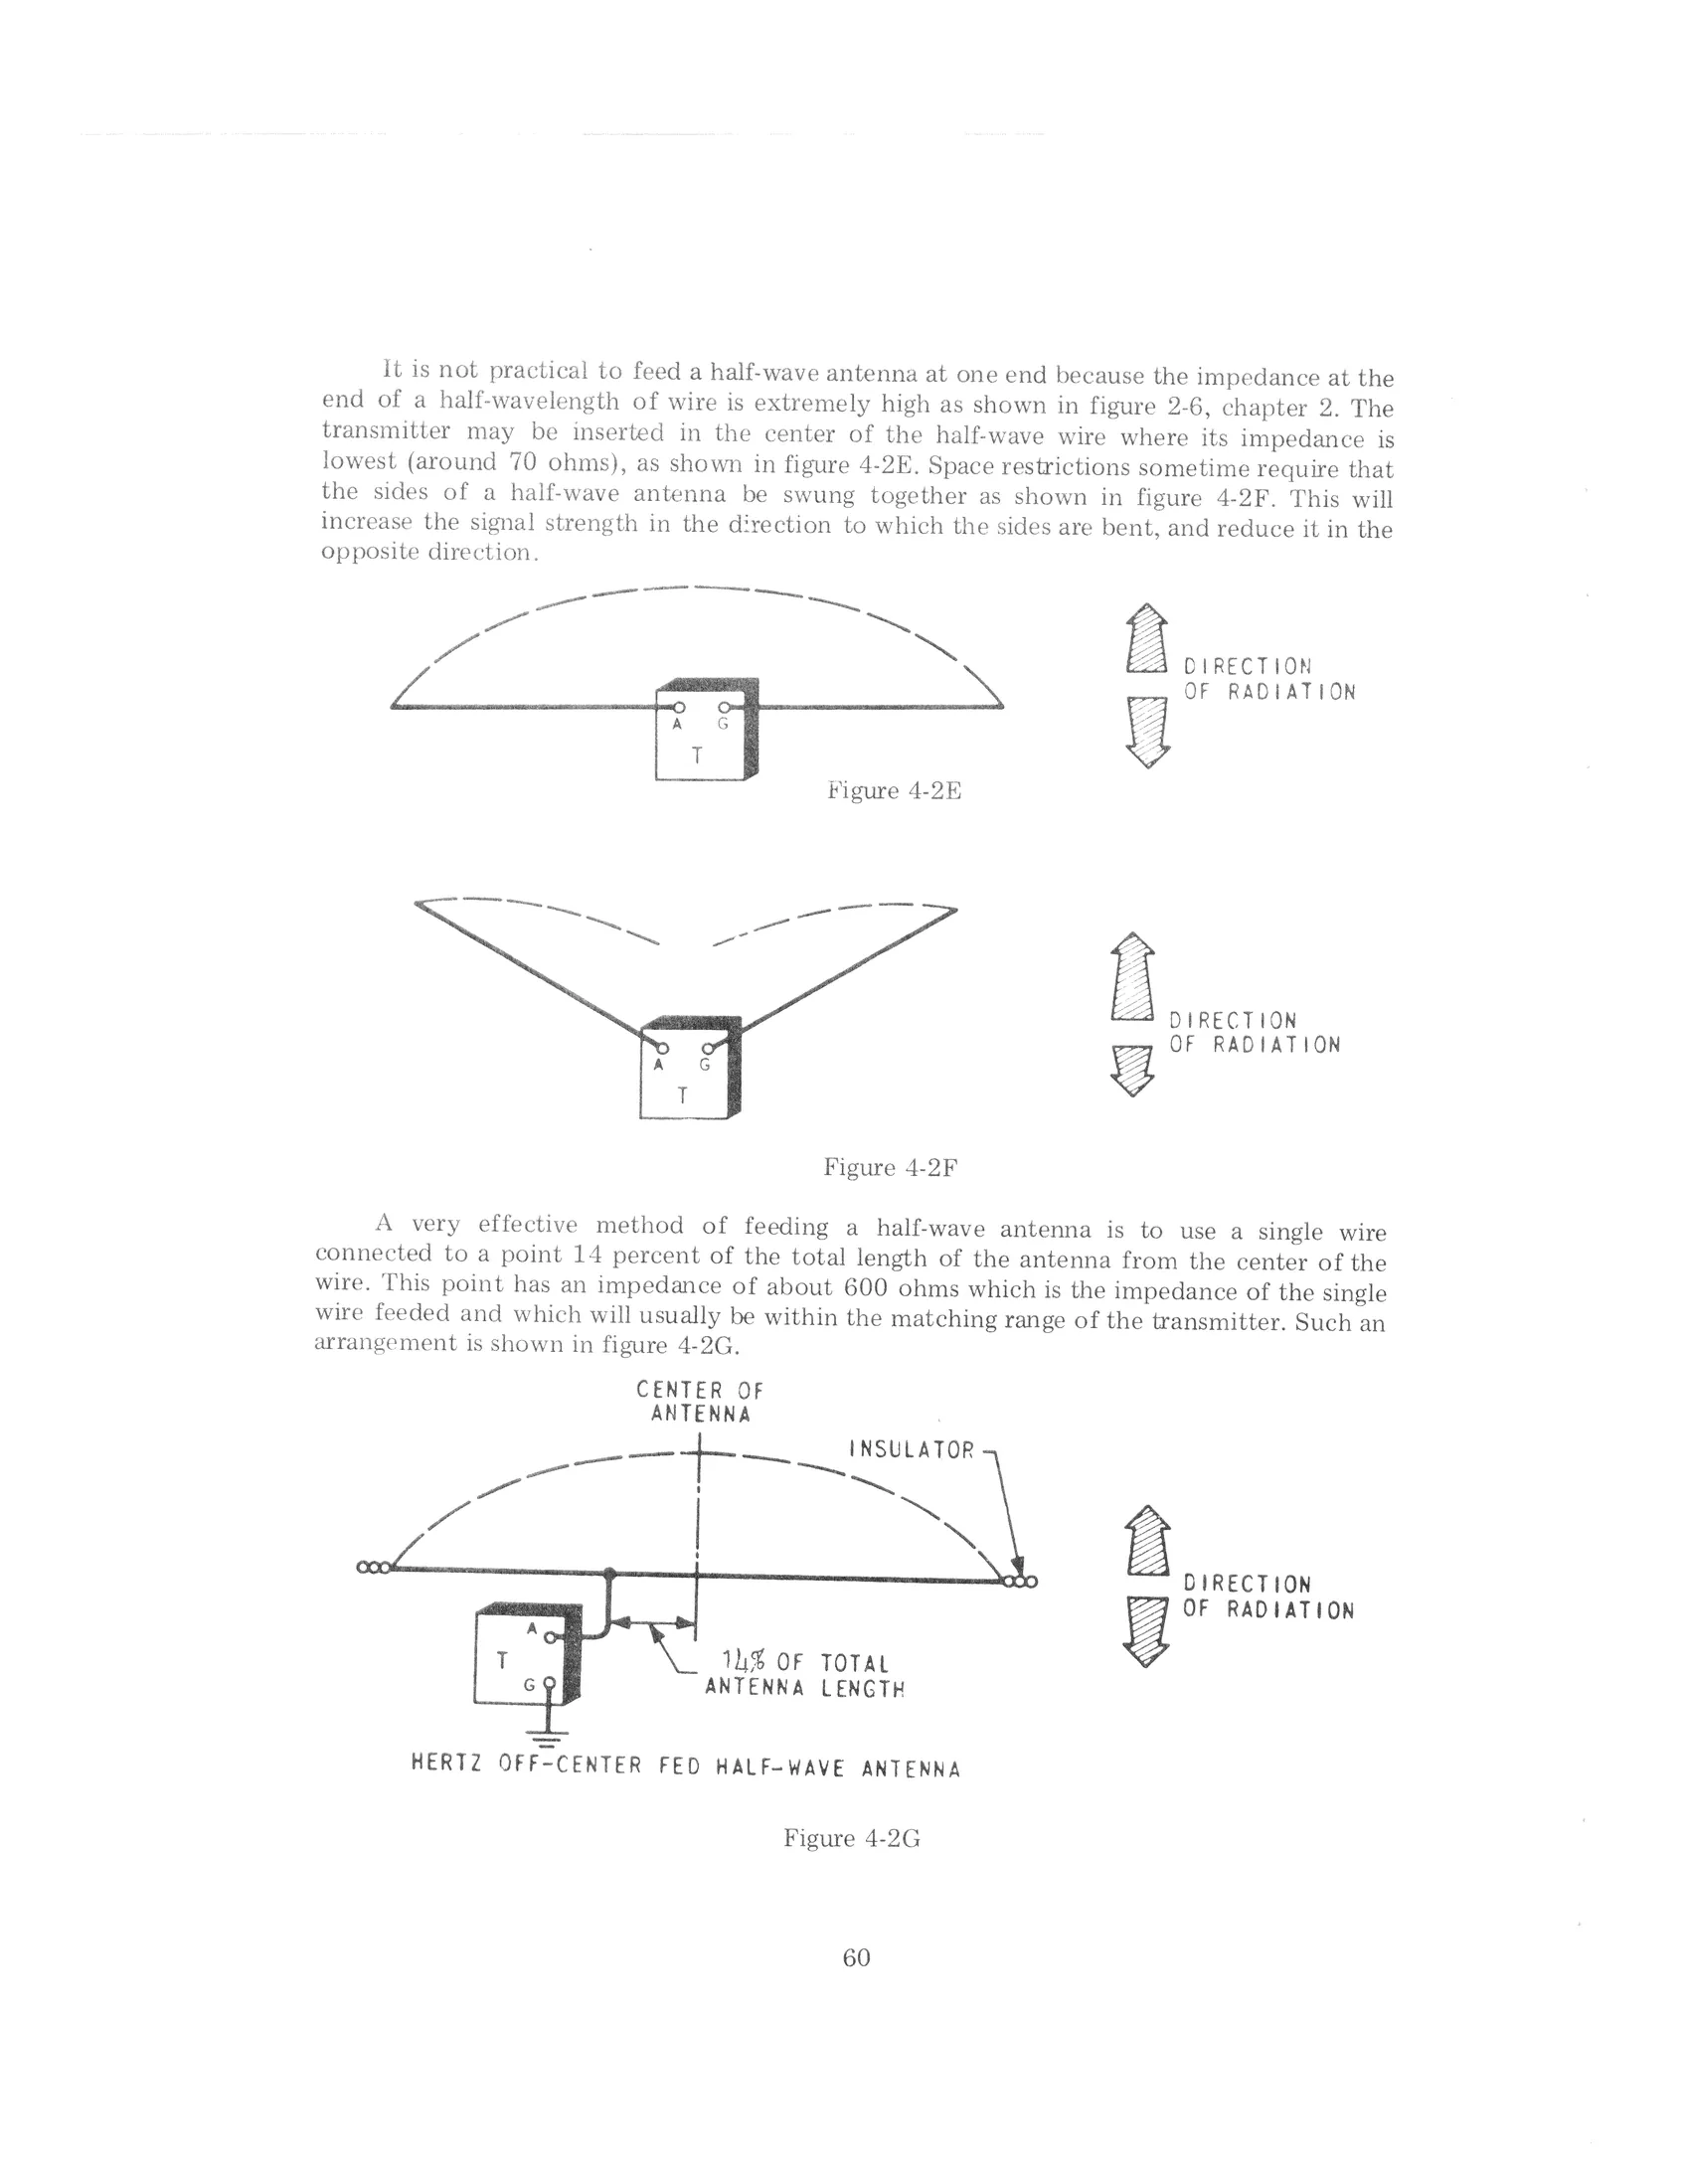 It is not practical to feed a half-wave antenna at one end because the impedance at the
end of a half-wavelength of wire is extremely high as shown in figure 2-6, chapter 2. The
transmitter may be inserted in the center of the half-wave wire where its impedance is
lowest (around 70 ohms), as shown in figure 4-2E. Space restrictions sometime require that
the sides of a half-wave antenna be swung together as shown in figure 4-2F. This will
increase the signal strength in the direction to which the sides are bent, and reduce it in the
opposite direction.
A G
T
DIRECTION
OF RADIATION
Figure 4-2E
A G
T
DIRECTION
OF RADIATION
Figure 4-2F
A very effective method of feeding a half-wave antenna is to use a single wire
connected to a point 14 percent of the total length of the antenna from the center of the
wire. This point has an impedance of about 600 ohms which is the impedance of the single
wire feeded and which will usually be within the matching range of the transmitter. Such an
arrangement is shown in figure 4-2G.
CENTER OF
ANTENNA
INSULATOR
A
T
G
14% OF TOTAL
ANTENNA LENGTH
DIRECTION
OF RADIATION
HERTZ OFF-CENTER FED HALF-WAVE ANTENNA
Figure 4-2G
60